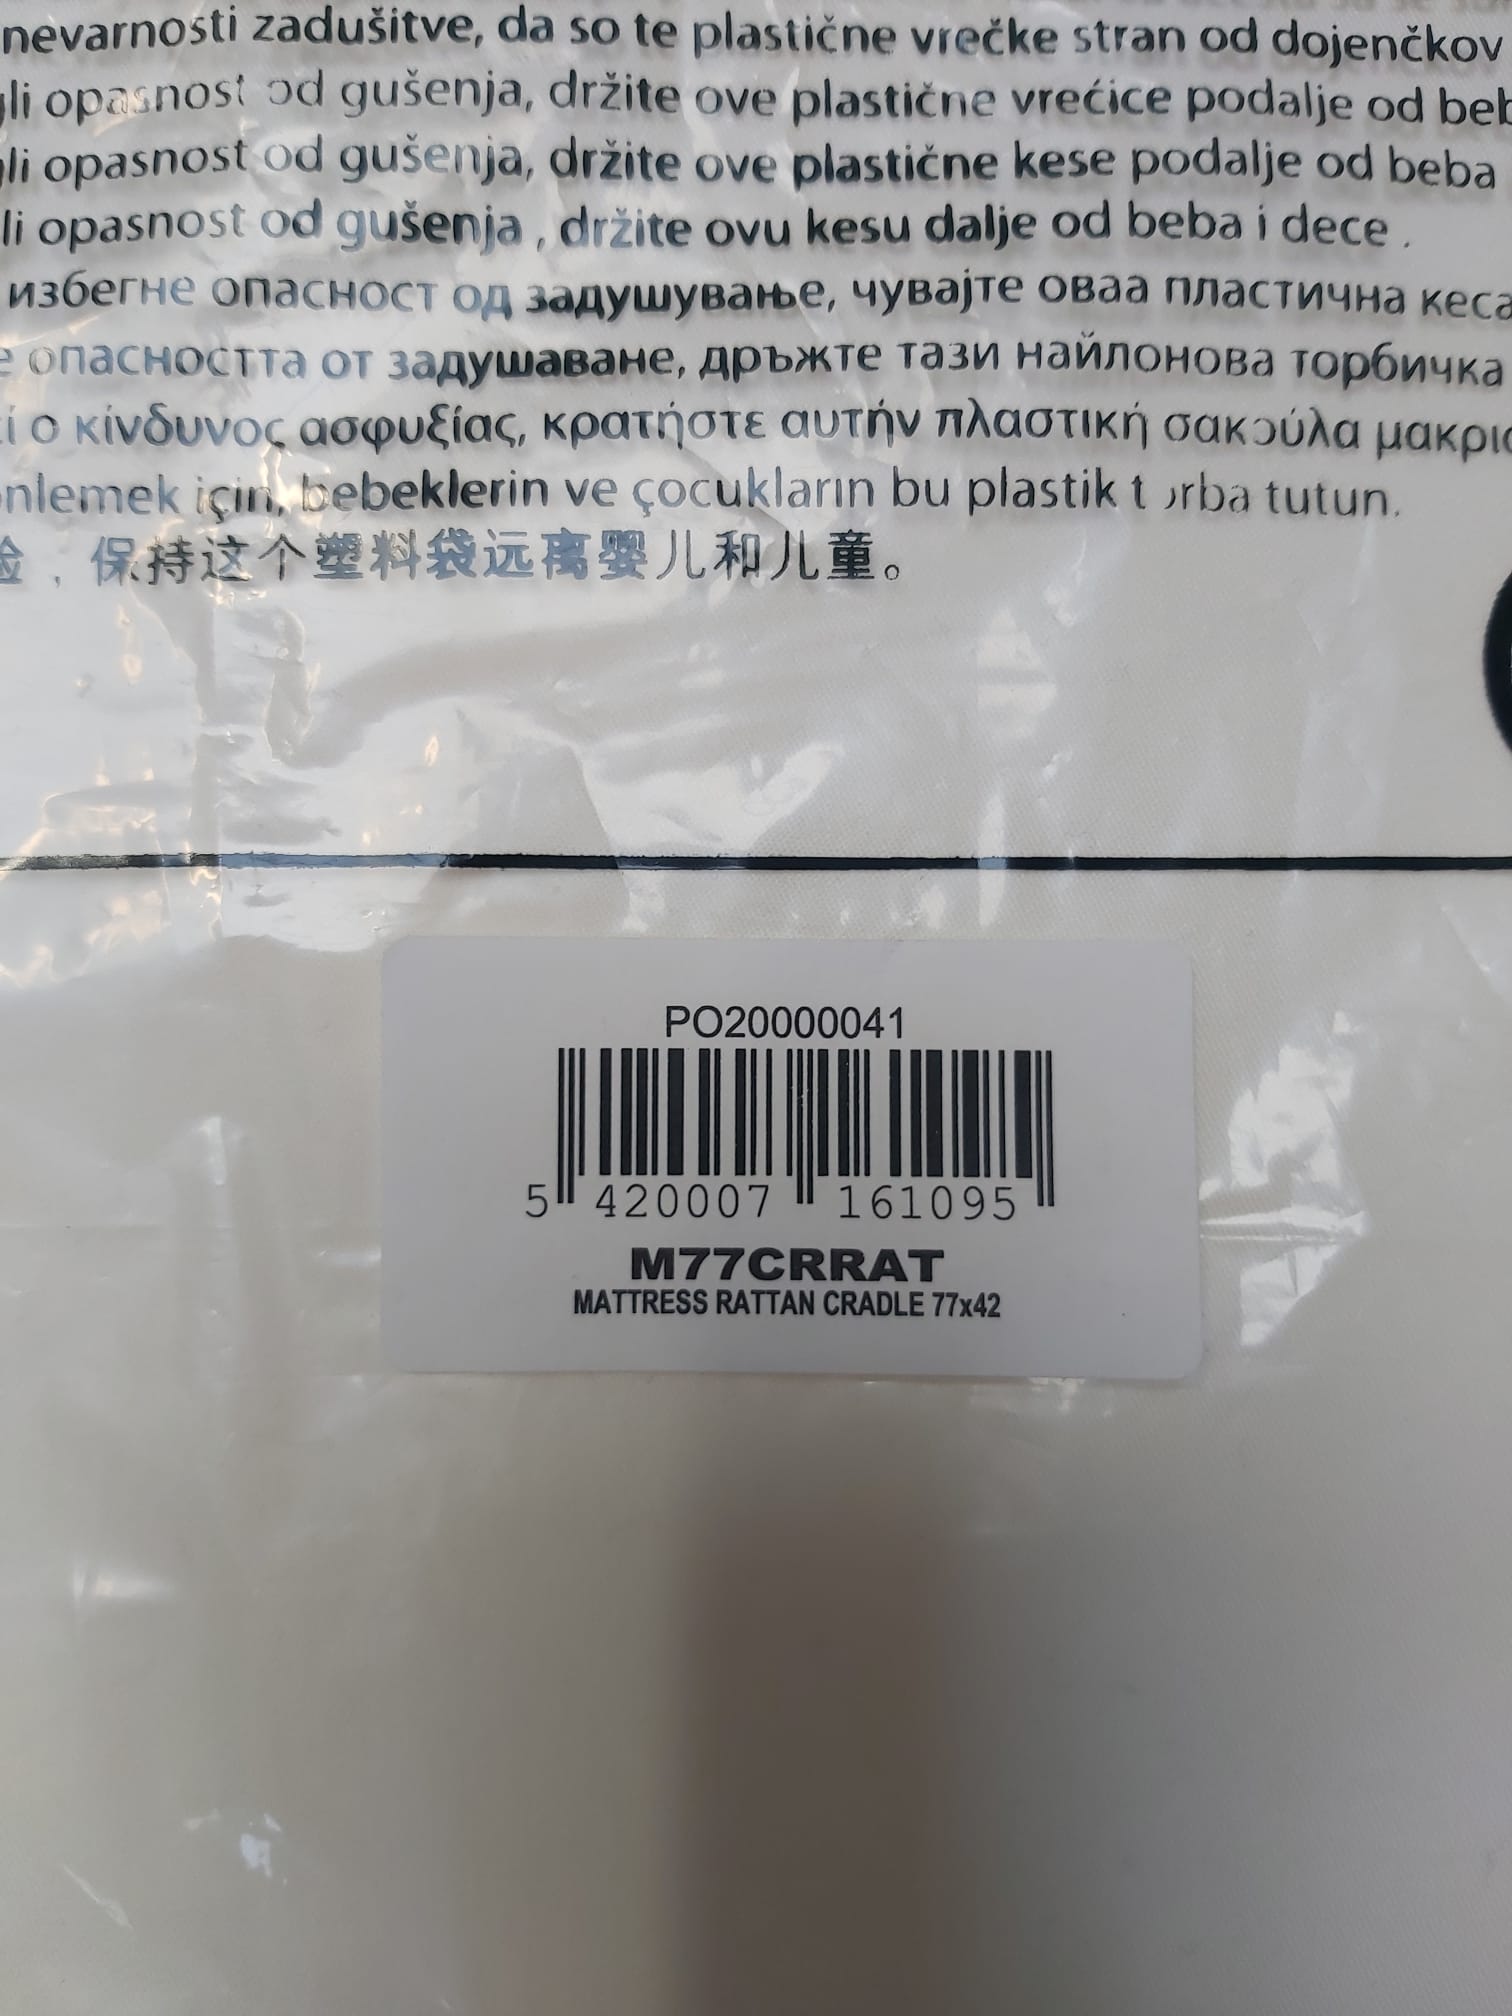 nevarnosti zadušitve, da so te plastične vrečke stran od dojenčkov
opasnost od gušenja, držite ove plastične vrećice podalje od
opasnost od gušenja, držite ove plastične kese podalje od beba
opasnost od gušenja , držite ovu kesu dalje od beba i dece .
избегне опасност од задушување, чувајте оваа пластична кеса
опасността от задушаване, дръжте тази найлонова торбичка
ο κίνδυνος ασφυξίας, κρατήστε αυτήν πλαστική σακούλα
için, bebeklerin ve çocukların bu plastik torba tutun.
，保持这个塑料袋远离婴儿和儿童。
PO20000041
5 420007 161095
M77CRRAT
MATTRESS RATTAN CRADLE 77x42